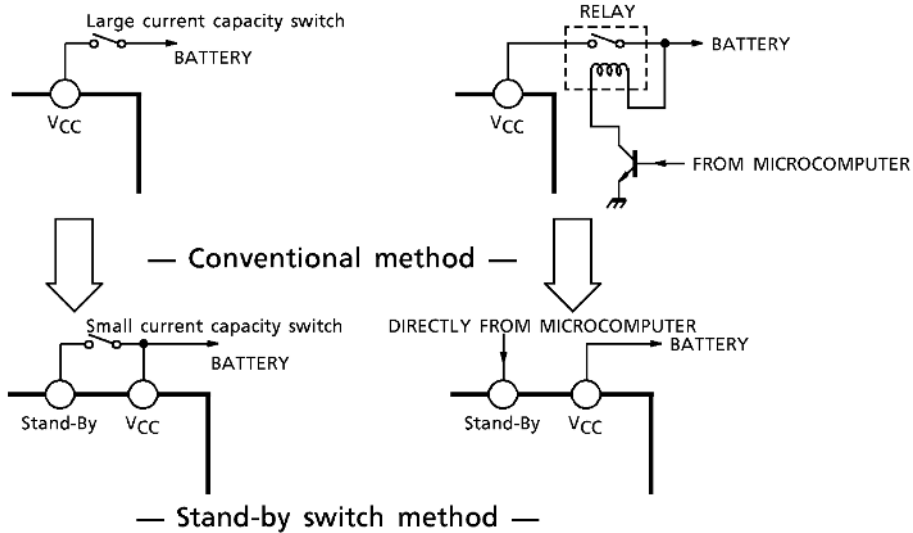 Large current capacity switch
BATTERY
VCC
RELAY
BATTERY
VCC
FROM MICROCOMPUTER
— Conventional method —
Small current capacity switch
BATTERY
Stand-By
VCC
DIRECTLY FROM MICROCOMPUTER
BATTERY
Stand-By
VCC
— Stand-by switch method —